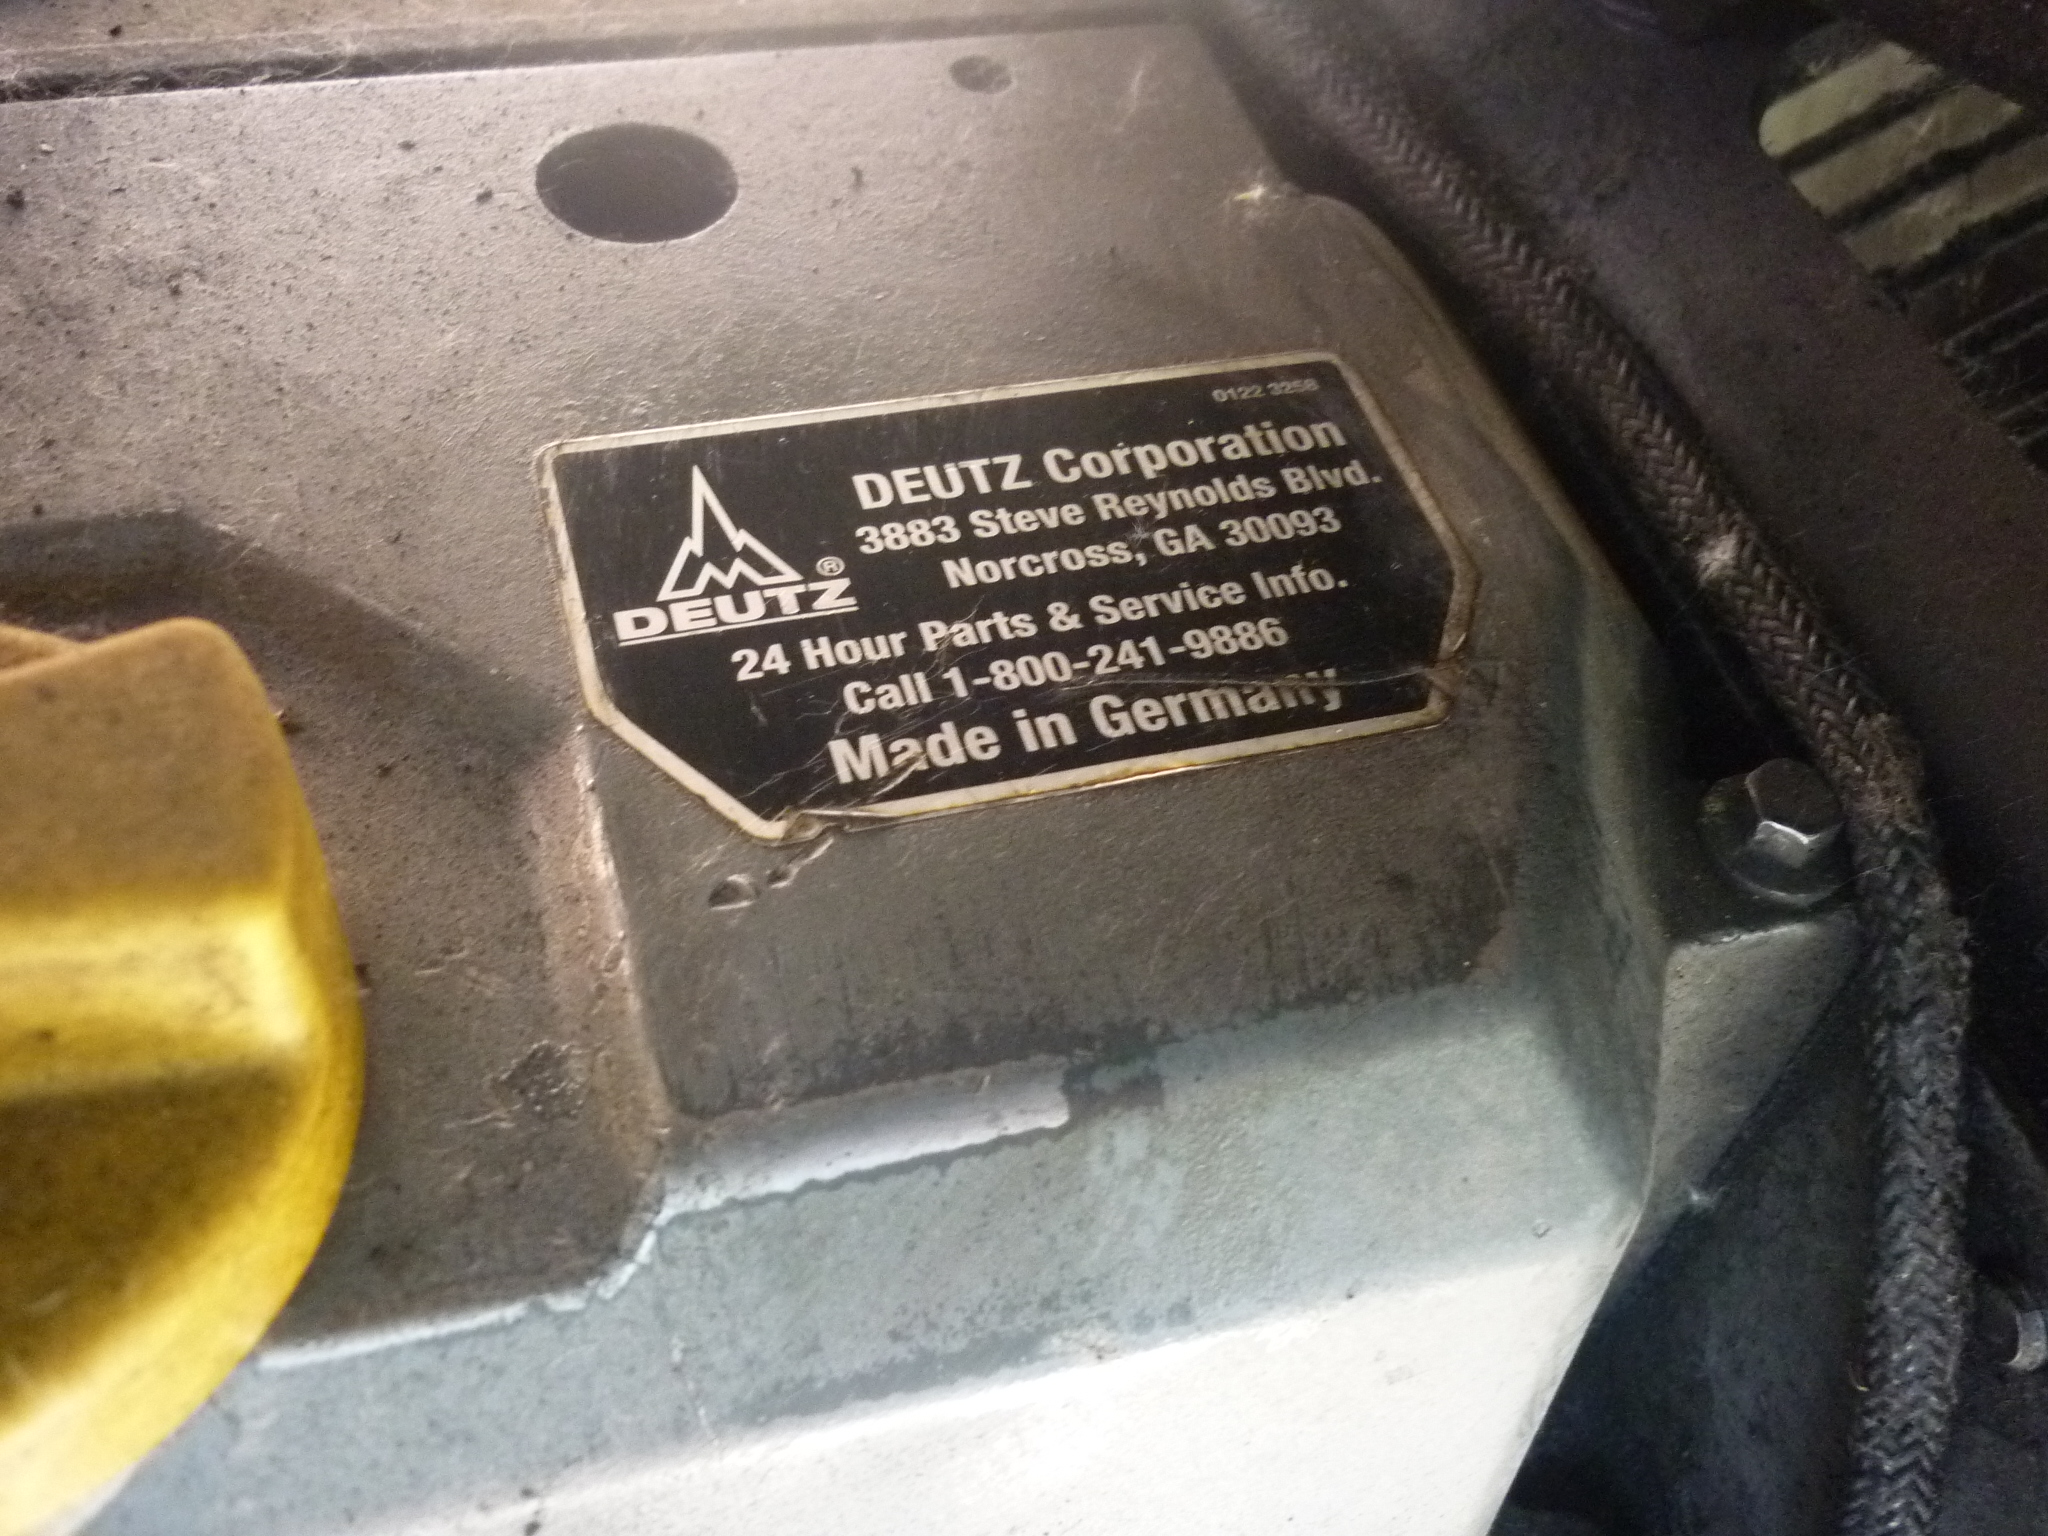 0122 3258
DEUTZ Corporation
3883 Steve Reynolds Blvd.
Norcross, GA 30093
DEUTZ®
24 Hour Parts & Service Info.
Call 1-800-241-9886
Made in Germany